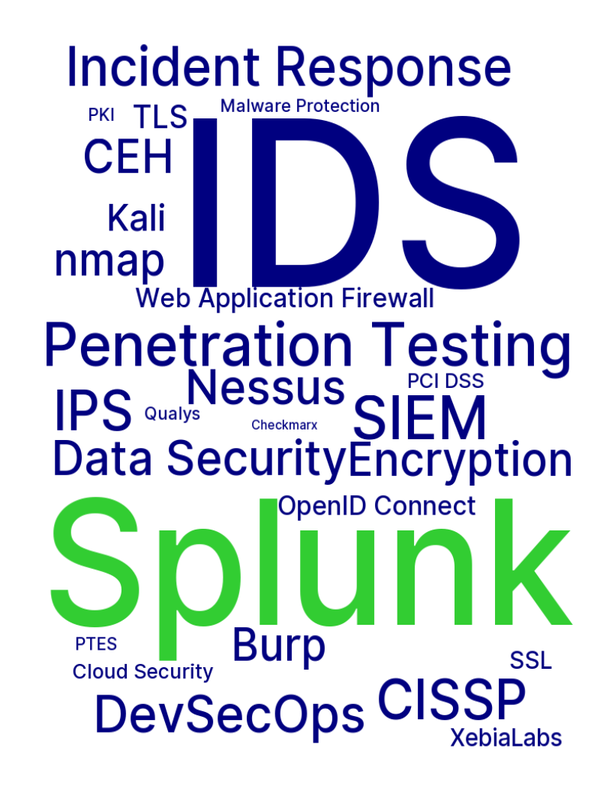 Incident Response
Malware Protection
PKI
TLS
IDS
CEH
Kali
nmap
Web Application Firewall
Penetration Testing
Nessus
PCI DSS
IPS
Qualys
Checkmarx
SIEM
Data Security
Encryption
OpenID Connect
Splunk
PTES
Burp
SSL
Cloud Security
DevSecOps
CISSP
XebiaLabs